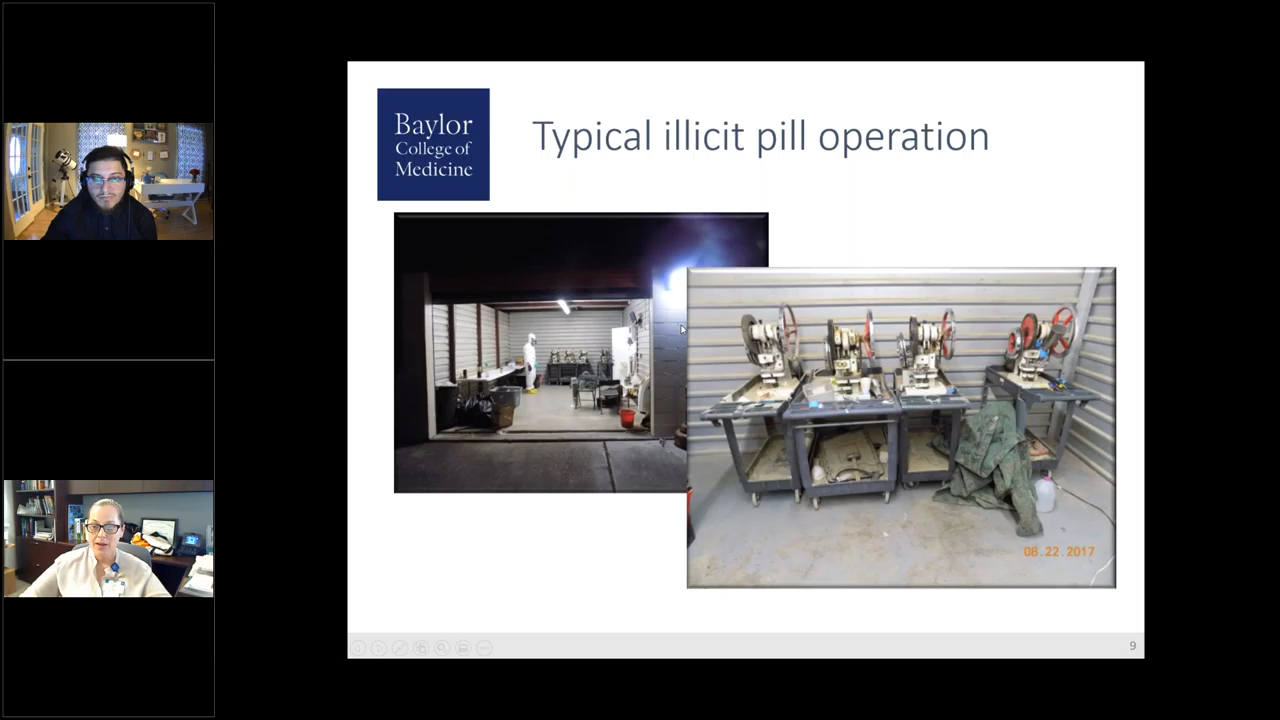 Baylor
College of
Medicine
Typical illicit pill operation
08.22.2017
9